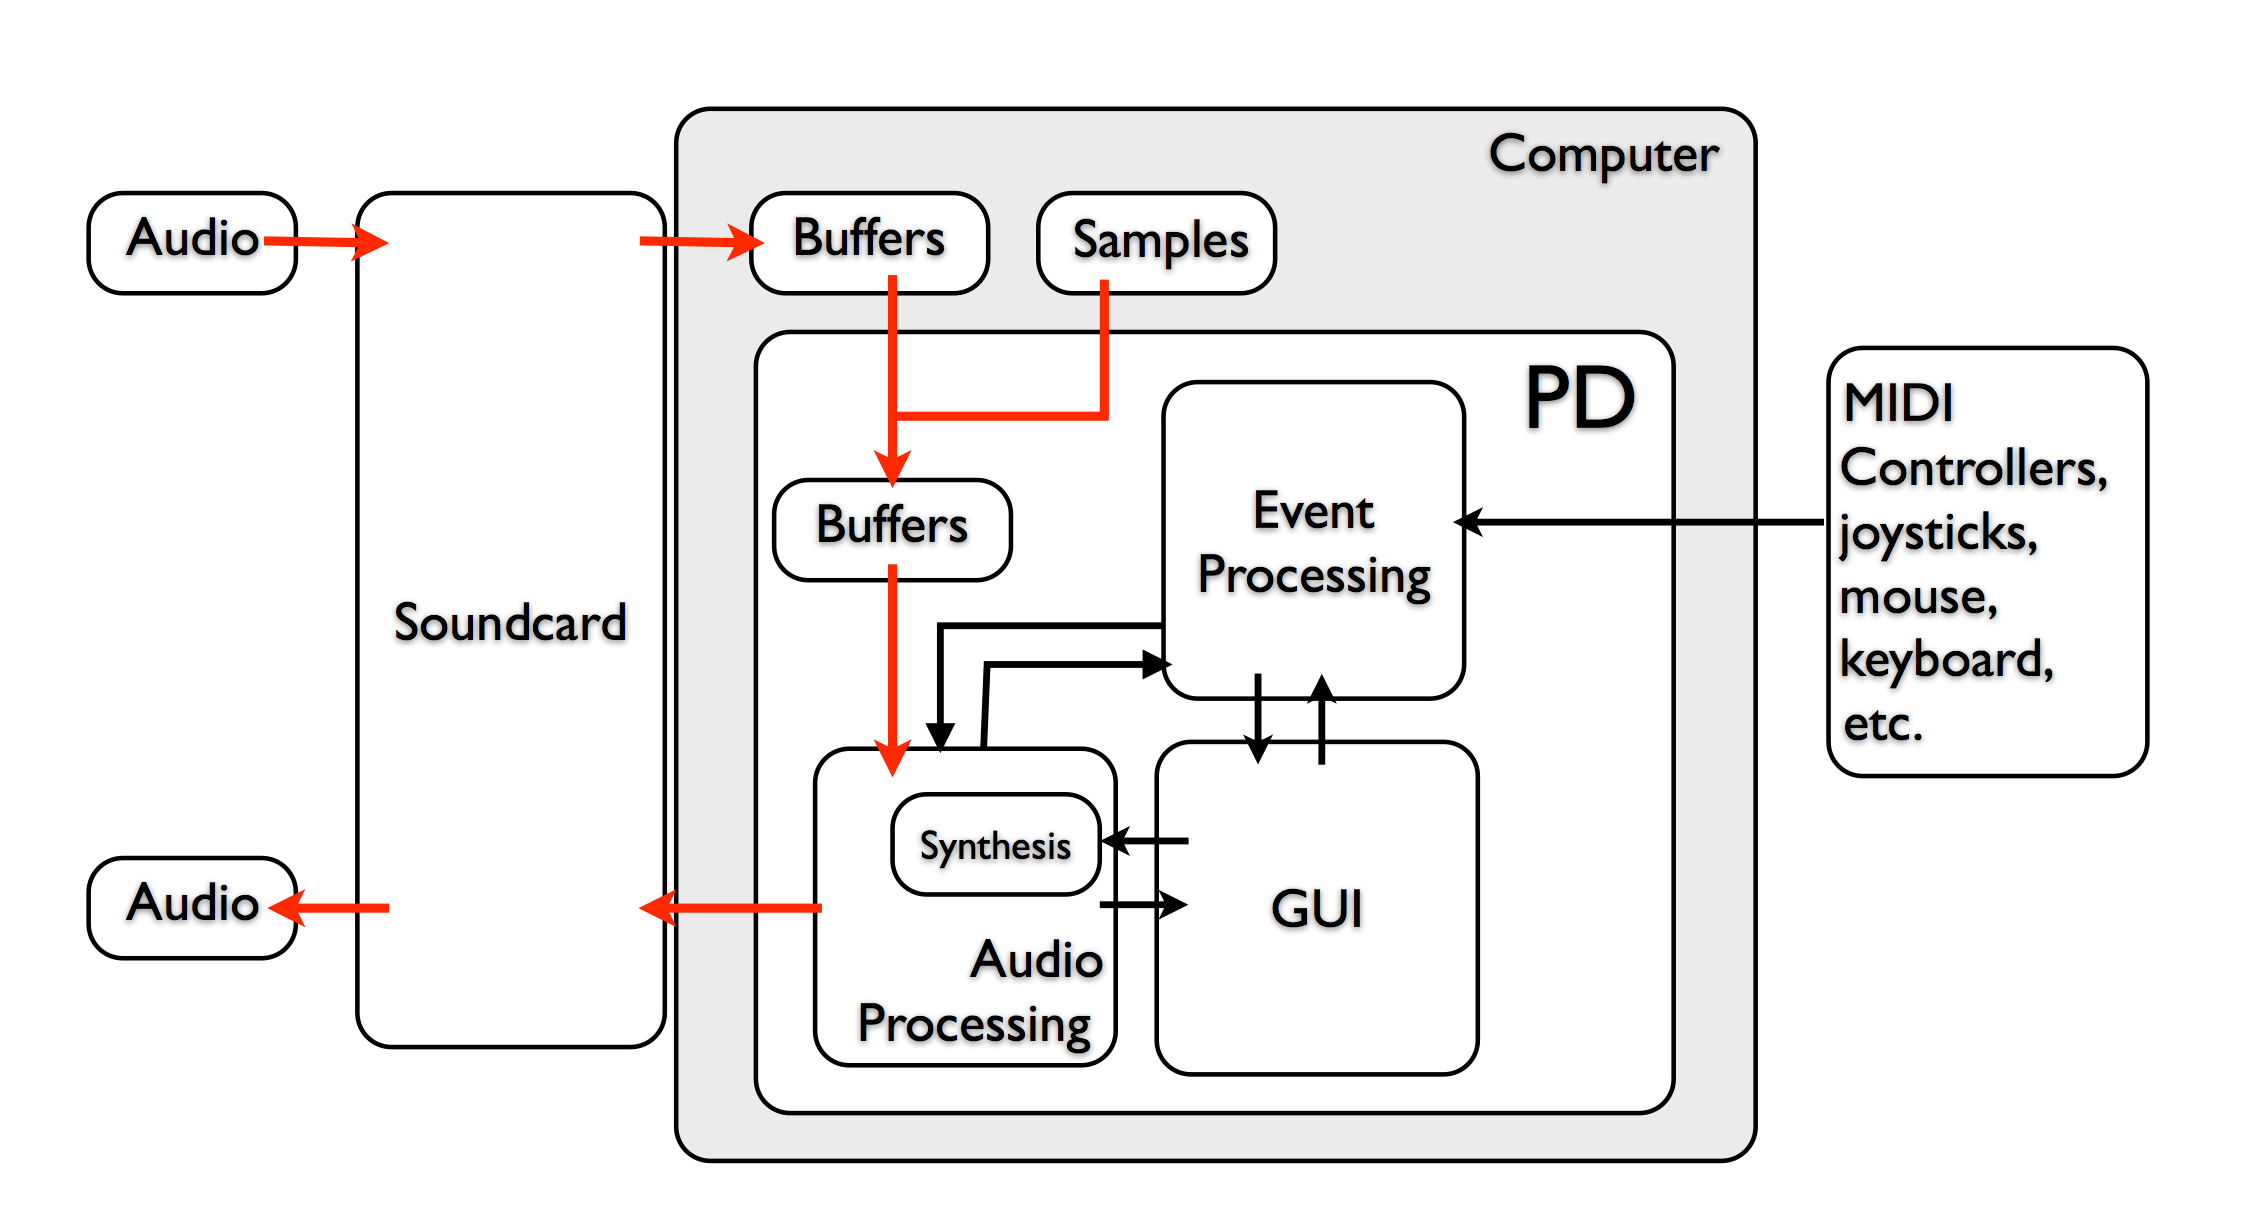 Computer
Audio
Buffers
Samples
PD
MIDI
Controllers,
joysticks,
mouse,
keyboard,
etc.
Event
Processing
Buffers
Soundcard
Synthesis
Audio
GUI
Audio
Processing